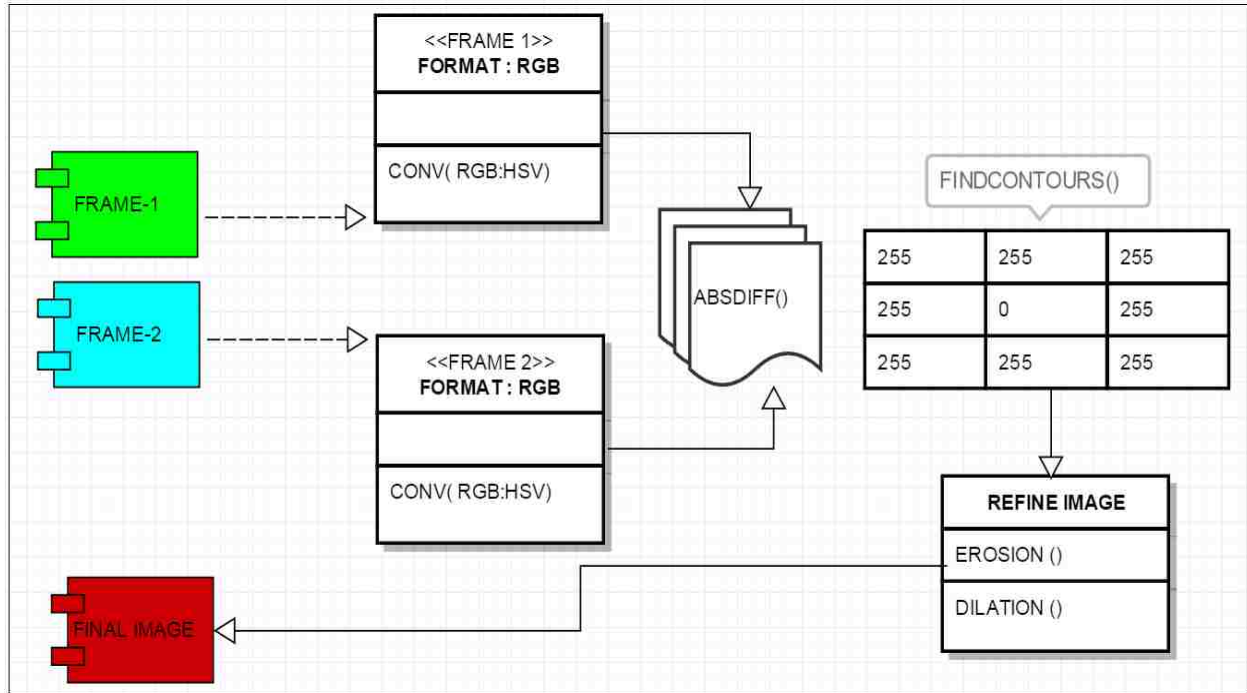 <<FRAME 1>>
FORMAT : RGB
CONV( RGB:HSV)
FRAME-1
FRAME-2
<<FRAME 2>>
FORMAT : RGB
CONV( RGB:HSV)
ABSDIFF()
FINDCONTOURS()
255 255 255
255 0 255
255 255 255
REFINE IMAGE
EROSION ()
DILATION ()
FINAL IMAGE